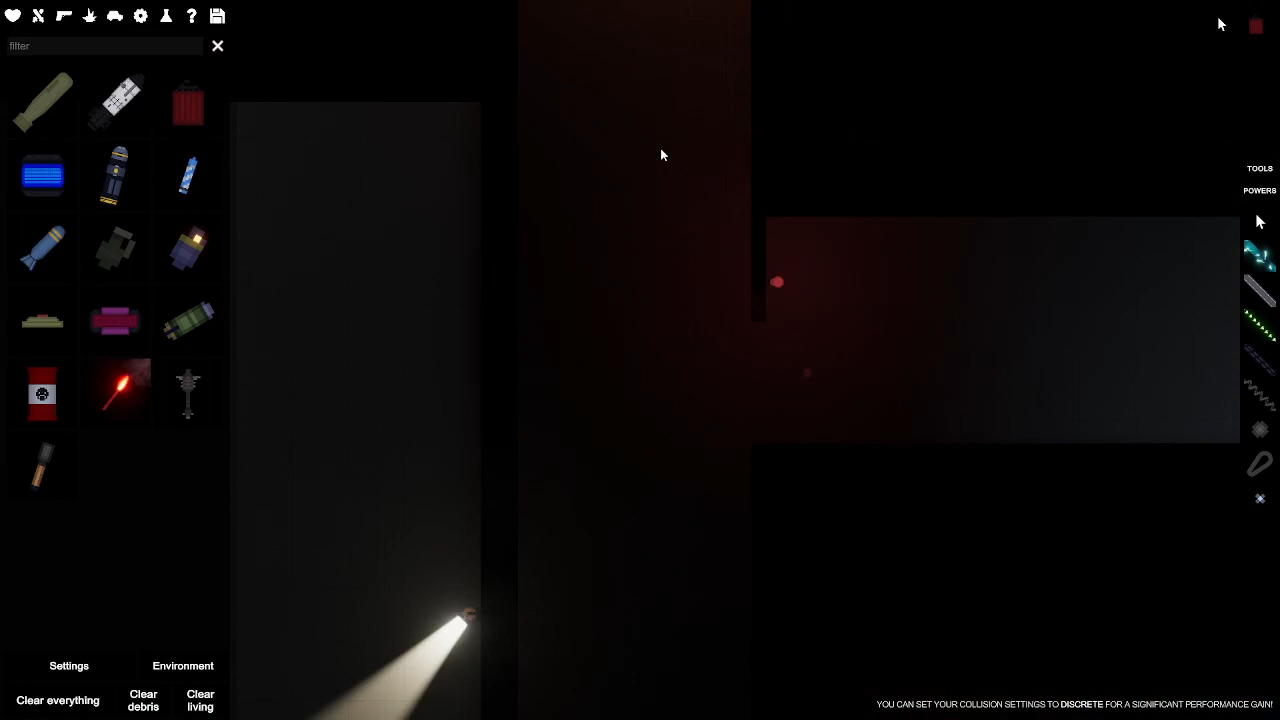 filter
TOOLS
POWERS
Settings
Environment
Clear everything
Clear debris
Clear living
YOU CAN SET YOUR COLLISION SETTINGS TO DISCRETE FOR A SIGNIFICANT PERFORMANCE GAIN!